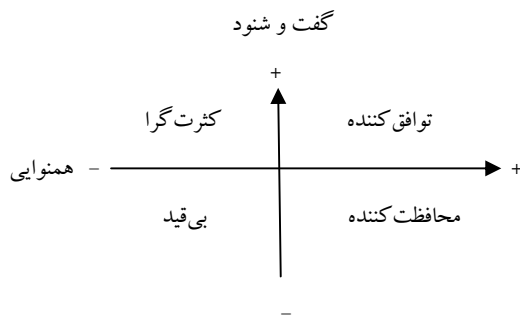 گفت و شنود
+
توافق‌کننده
کثرت‌گرا
+
– همنوایی
محافظت‌کننده
بی‌قید
–